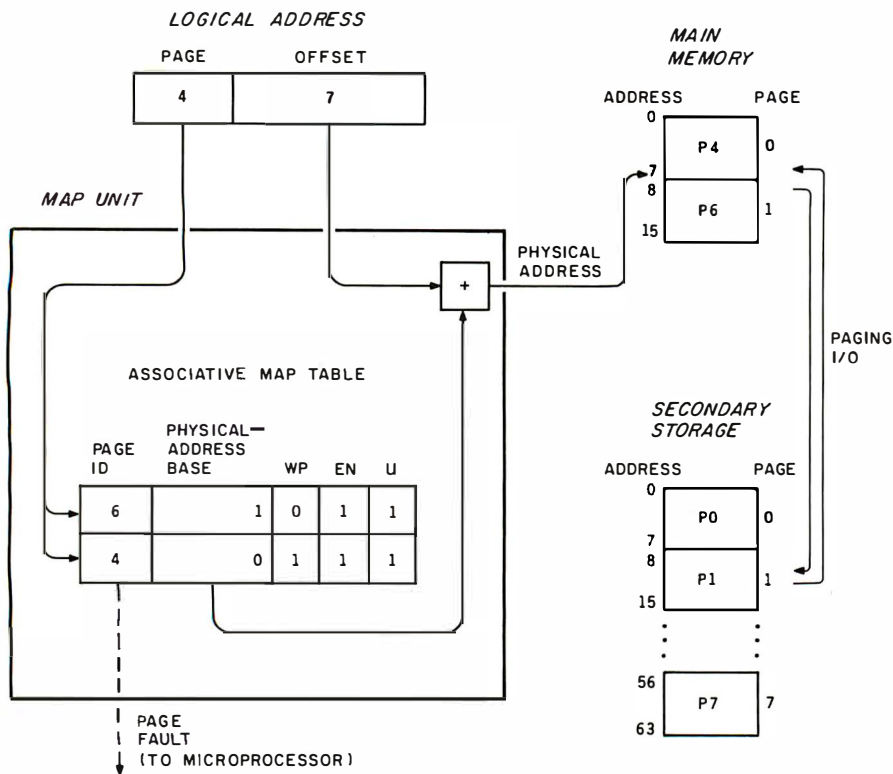 LOGICAL ADDRESS
PAGE OFFSET
4 7
MAP UNIT
+
PHYSICAL
ADDRESS
ASSOCIATIVE MAP TABLE
PAGE
ID
PHYSICAL—
ADDRESS
BASE
WP EN U
6 1 0 1 1
4 0 1 1 1
PAGE
FAULT
(TO MICROPROCESSOR)
MAIN
MEMORY
ADDRESS PAGE
0
P4 0
7
8
P6 1
15
PAGING
I/O
SECONDARY
STORAGE
ADDRESS PAGE
0
P0 0
7
8
P1 1
15
56
P7 7
63